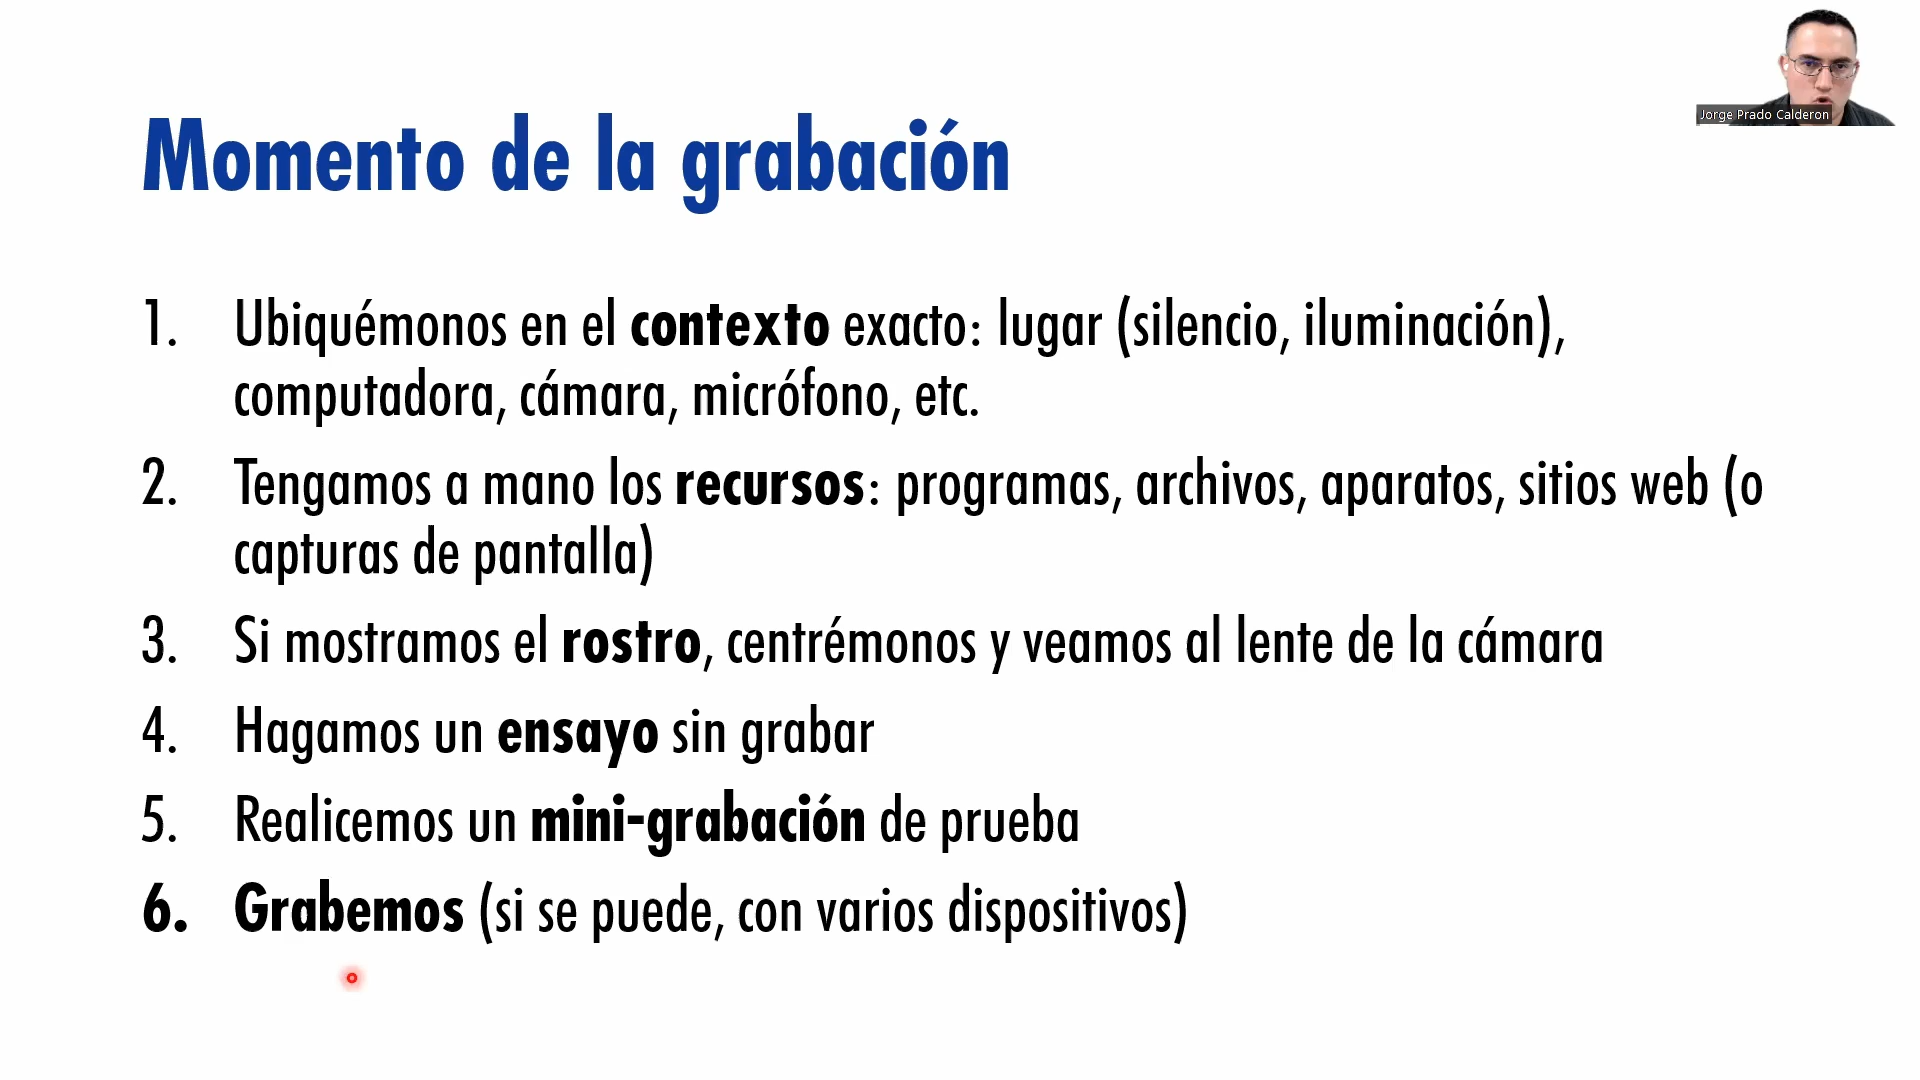 Jorge Prado Calderon
Momento de la grabación
1. Ubiquémonos en el contexto exacto: lugar (silencio, iluminación),
computadora, cámara, micrófono, etc.
2. Tengamos a mano los recursos: programas, archivos, aparatos, sitios web (o
capturas de pantalla)
3. Si mostramos el rostro, centrémonos y veamos al lente de la cámara
4. Hagamos un ensayo sin grabar
5. Realicemos un mini-grabación de prueba
6. Grabemos (si se puede, con varios dispositivos)